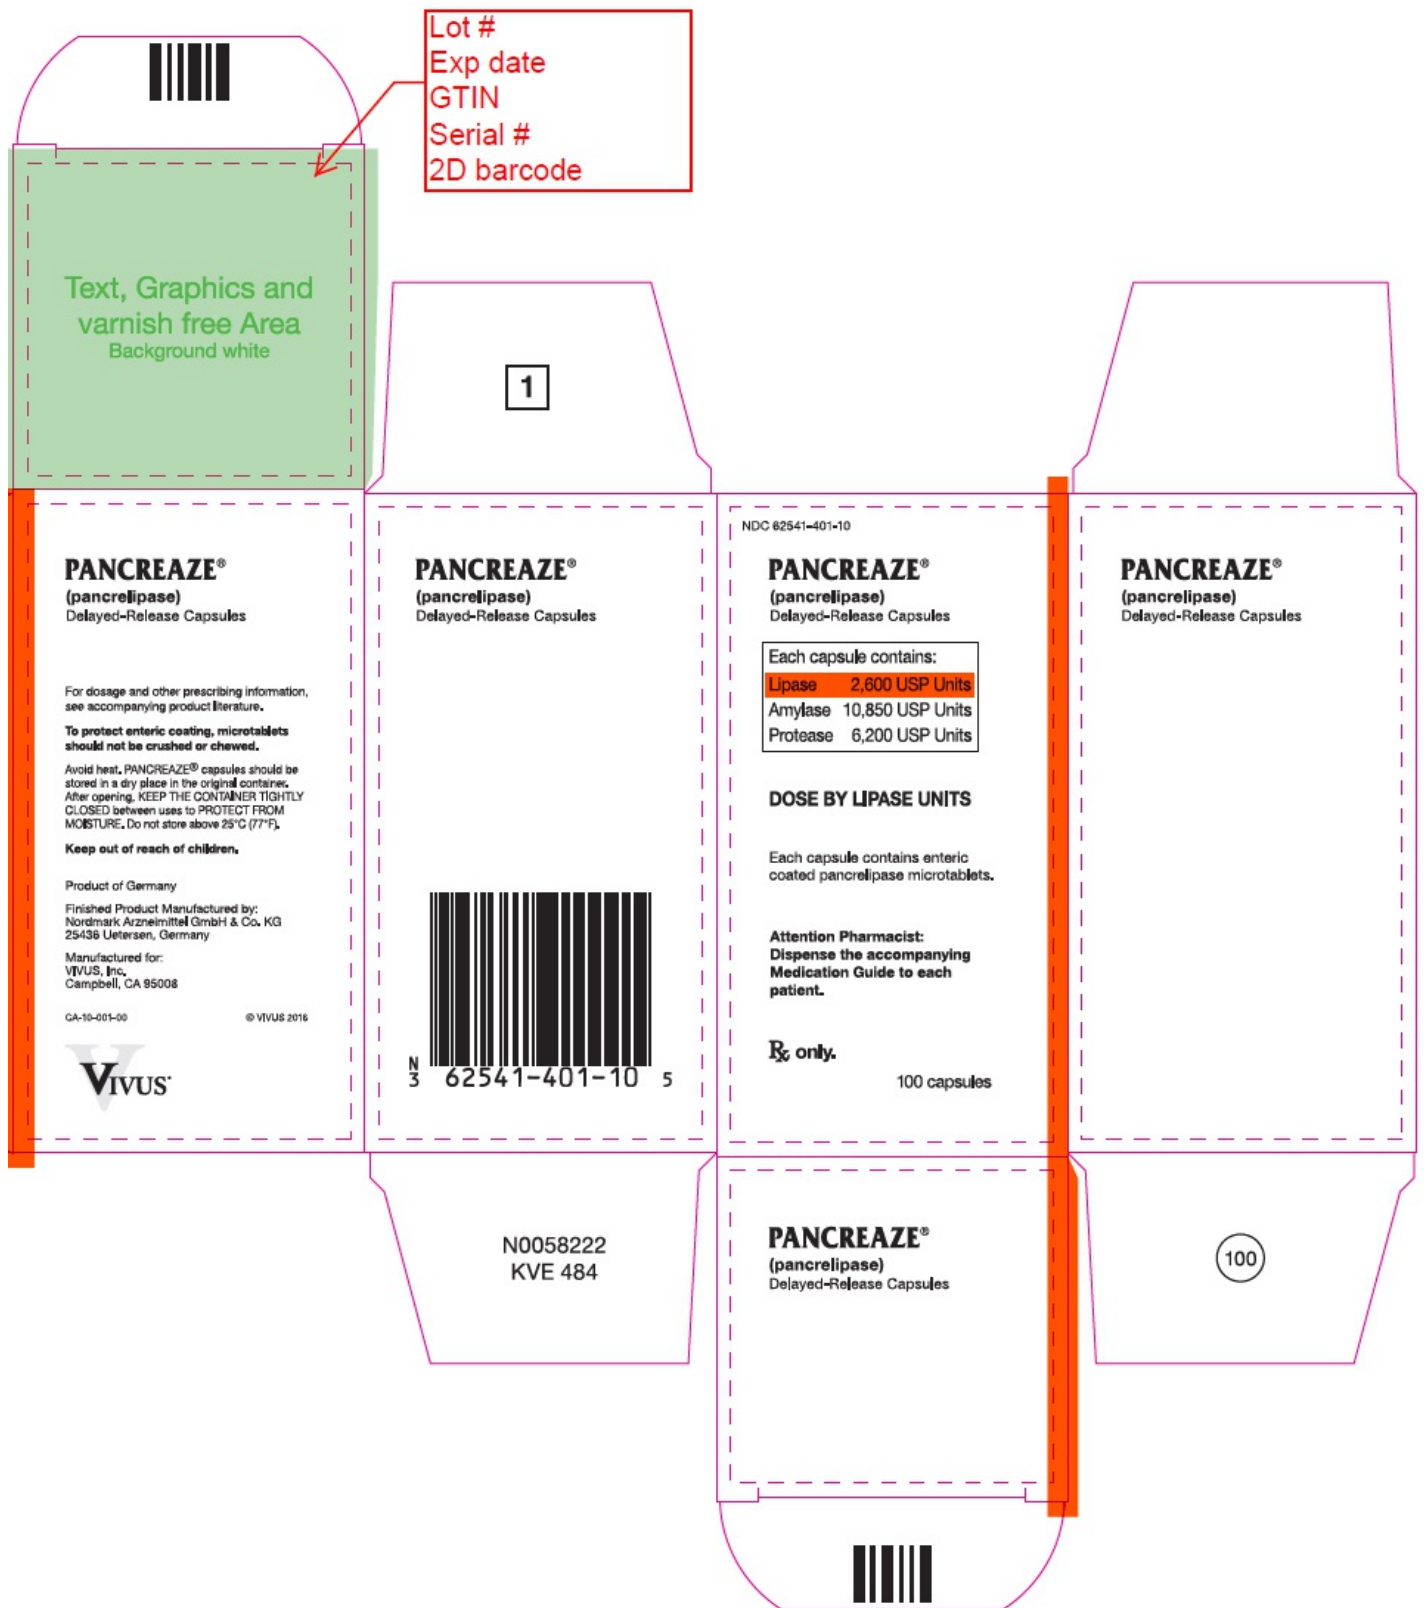 Lot #
Exp date
GTIN
Serial #
2D barcode
Text, Graphics and
varnish free Area
Background white
1
PANCREAZE®
(pancrelipase)
Delayed-Release Capsules
For dosage and other prescribing information,
see accompanying product literature.
To protect enteric coating, microtablets
should not be crushed or chewed.
Avoid heat. PANCREAZE® capsules should be
stored in a dry place in the original container.
After opening, KEEP THE CONTAINER TIGHTLY
CLOSED between uses to PROTECT FROM
MOISTURE. Do not store above 25°C (77°F).
Keep out of reach of children.
Product of Germany
Finished Product Manufactured by:
Nordmark Arzneimittel GmbH & Co. KG
25436 Uetersen, Germany
Manufactured for:
VIVUS, Inc.
Campbell, CA 95008
CA-10-001-00 © VIVUS 2016
VIVUS
PANCREAZE®
(pancrelipase)
Delayed-Release Capsules
N
3 62541-401-10 5
NDC 62541-401-10
PANCREAZE®
(pancrelipase)
Delayed-Release Capsules
Each capsule contains:
Lipase 2,600 USP Units
Amylase 10,850 USP Units
Protease 6,200 USP Units
DOSE BY LIPASE UNITS
Each capsule contains enteric
coated pancrelipase microtablets.
Attention Pharmacist:
Dispense the accompanying
Medication Guide to each
patient.
Rx only.
100 capsules
PANCREAZE®
(pancrelipase)
Delayed-Release Capsules
N0058222
KVE 484
PANCREAZE®
(pancrelipase)
Delayed-Release Capsules
100